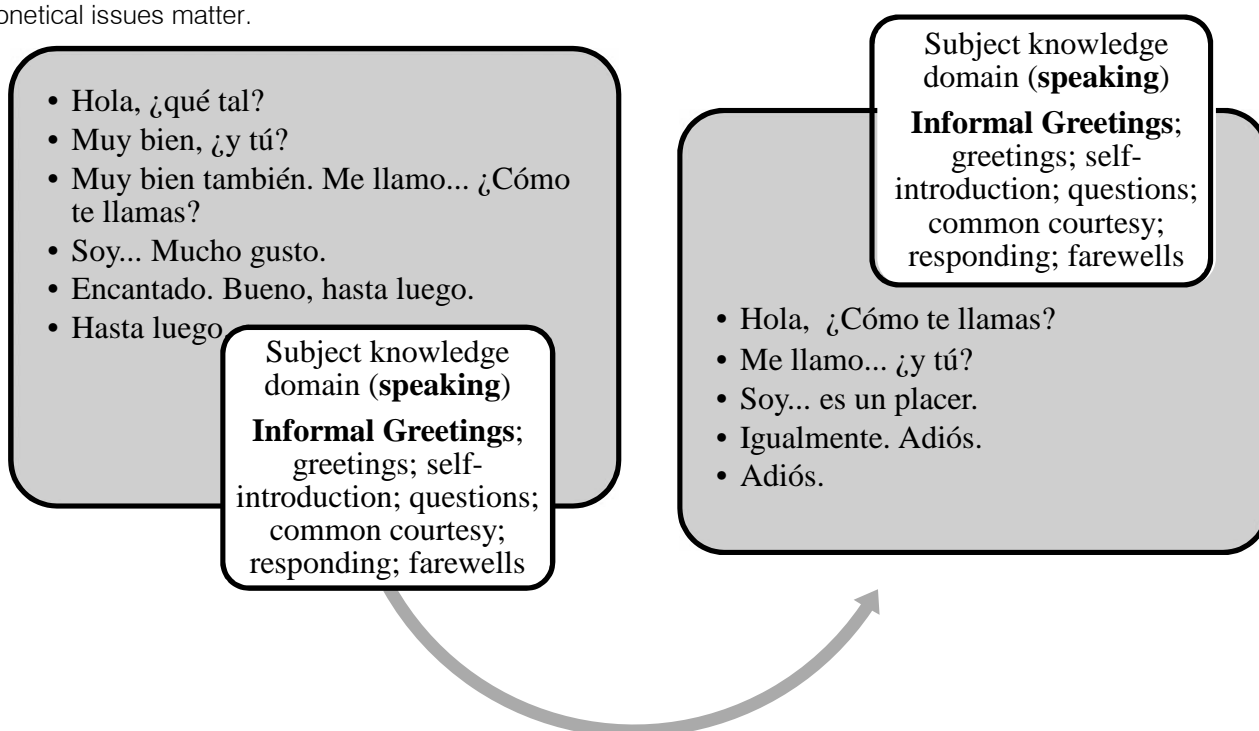 onetical issues matter.
• Hola, ¿qué tal?
• Muy bien, ¿y tú?
• Muy bien también. Me llamo... ¿Cómo
te llamas?
• Soy... Mucho gusto.
• Encantado. Bueno, hasta luego.
• Hasta luego.
Subject knowledge
domain (speaking)
Informal Greetings;
greetings; self-
introduction; questions;
common courtesy;
responding; farewells
Subject knowledge
domain (speaking)
Informal Greetings;
greetings; self-
introduction; questions;
common courtesy;
responding; farewells
• Hola, ¿Cómo te llamas?
• Me llamo... ¿y tú?
• Soy... es un placer.
• Igualmente. Adiós.
• Adiós.